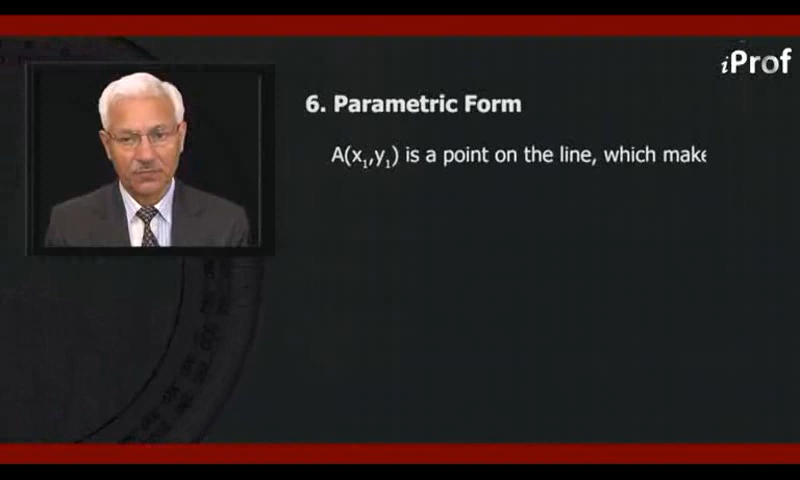 iProf
6. Parametric Form
A(x₁,y₁) is a point on the line, which make